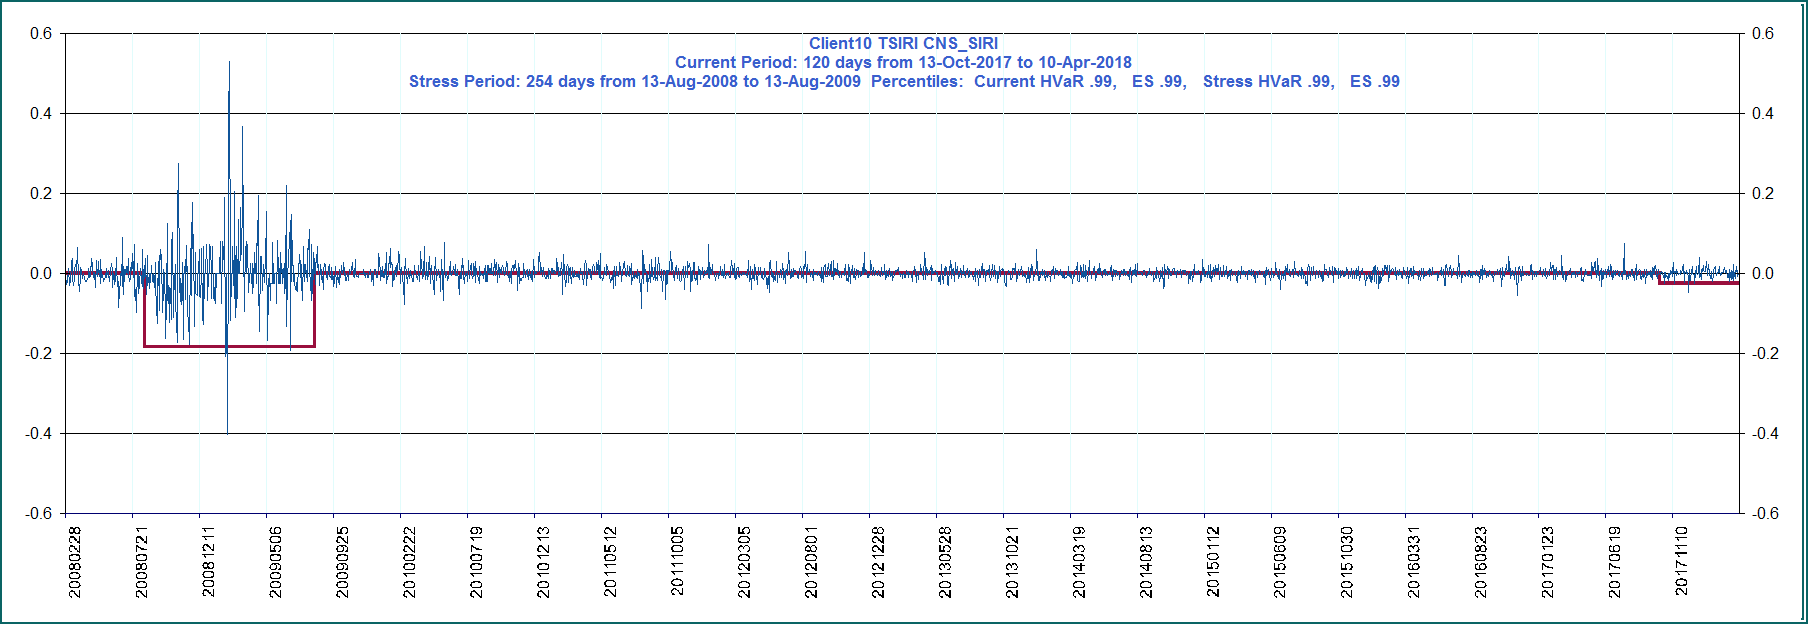 Client10 TSIRI CNS_SIRI
Current Period: 120 days from 13-Oct-2017 to 10-Apr-2018
Stress Period: 254 days from 13-Aug-2008 to 13-Aug-2009 Percentiles: Current HVaR .99, ES .99, Stress HVaR .99, ES .99
0.6 0.6
0.4 0.4
0.2 0.2
0.0 0.0
-0.2 -0.2
-0.4 -0.4
-0.6 -0.6
20080228 20080721 20081211 20090506 20090925 20100222 20100719 20101213 20110512 20111005 20120305 20120801 20121228 20130528 20131021 20140319 20140813 20150112 20150609 20151030 20160331 20160823 20170123 20170619 20171110